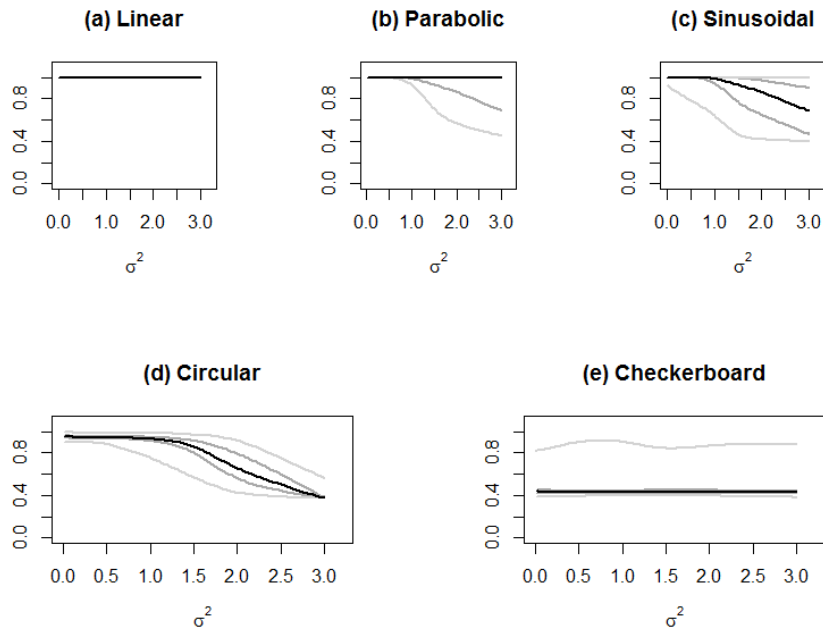 (a) Linear
(b) Parabolic
(c) Sinusoidal
0.0 0.4 0.8
0.0 0.4 0.8
0.0 0.4 0.8
0.0 1.0 2.0 3.0
0.0 1.0 2.0 3.0
0.0 1.0 2.0 3.0
σ²
σ²
σ²
(d) Circular
(e) Checkerboard
0.0 0.4 0.8
0.0 0.4 0.8
0.0 0.5 1.0 1.5 2.0 2.5 3.0
0.0 0.5 1.0 1.5 2.0 2.5 3.0
σ²
σ²